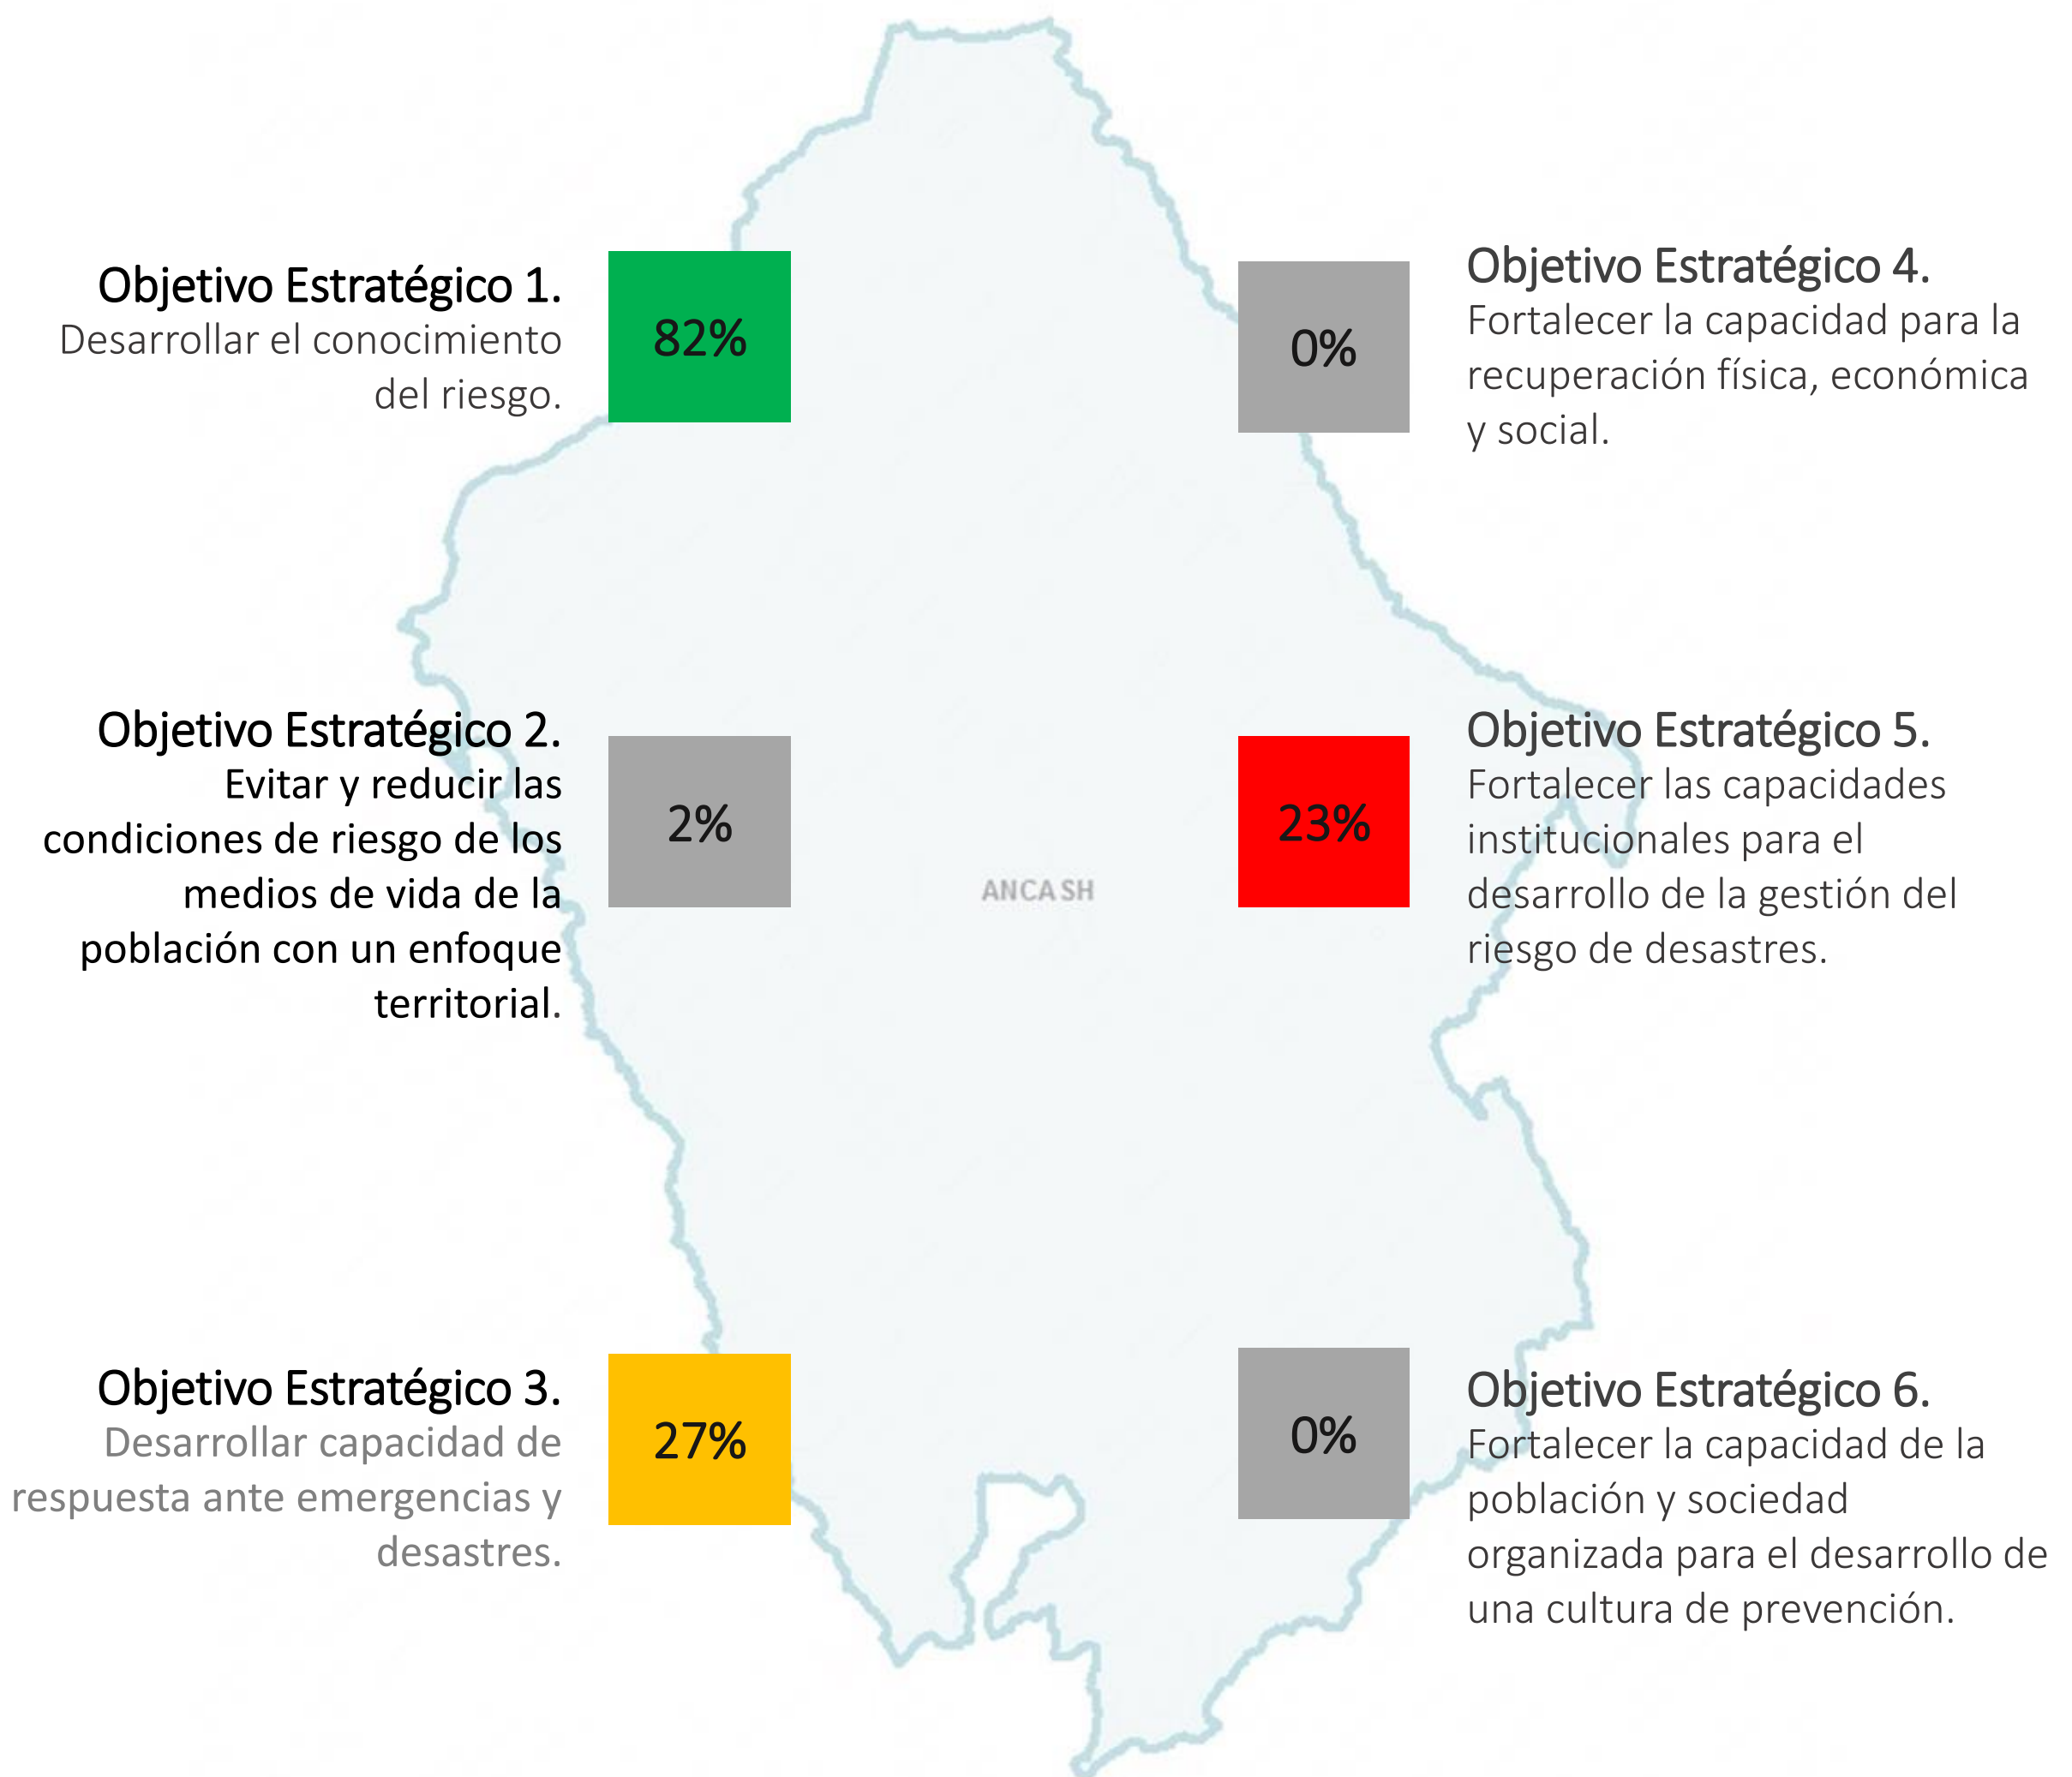 Objetivo Estratégico 1.
Desarrollar el conocimiento
del riesgo.
82%
Objetivo Estratégico 2.
Evitar y reducir las
condiciones de riesgo de los
medios de vida de la
población con un enfoque
territorial.
2%
Objetivo Estratégico 3.
Desarrollar capacidad de
respuesta ante emergencias y
desastres.
27%
ANCASH
0%
Objetivo Estratégico 4.
Fortalecer la capacidad para la
recuperación física, económica
y social.
23%
Objetivo Estratégico 5.
Fortalecer las capacidades
institucionales para el
desarrollo de la gestión del
riesgo de desastres.
0%
Objetivo Estratégico 6.
Fortalecer la capacidad de la
población y sociedad
organizada para el desarrollo de
una cultura de prevención.